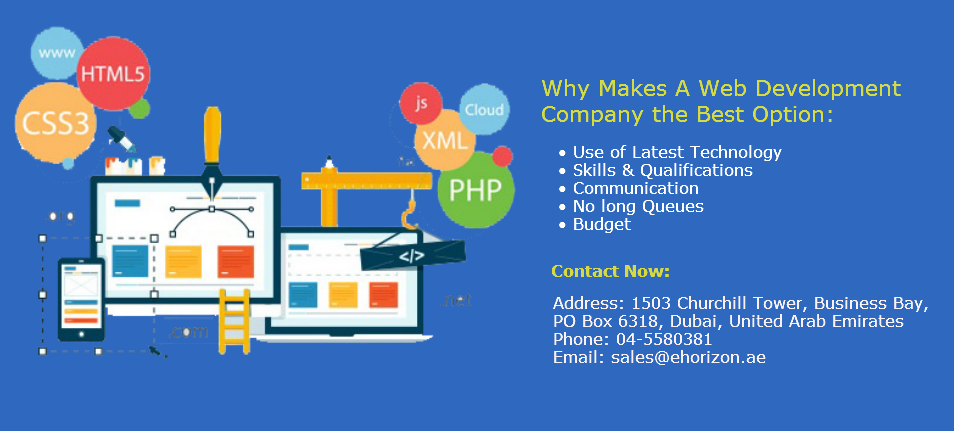 www
HTML5
CSS3
js
Cloud
XML
PHP
</>
.com
.net
Why Makes A Web Development
Company the Best Option:
• Use of Latest Technology
• Skills & Qualifications
• Communication
• No long Queues
• Budget
Contact Now:
Address: 1503 Churchill Tower, Business Bay,
PO Box 6318, Dubai, United Arab Emirates
Phone: 04-5580381
Email: sales@ehorizon.ae